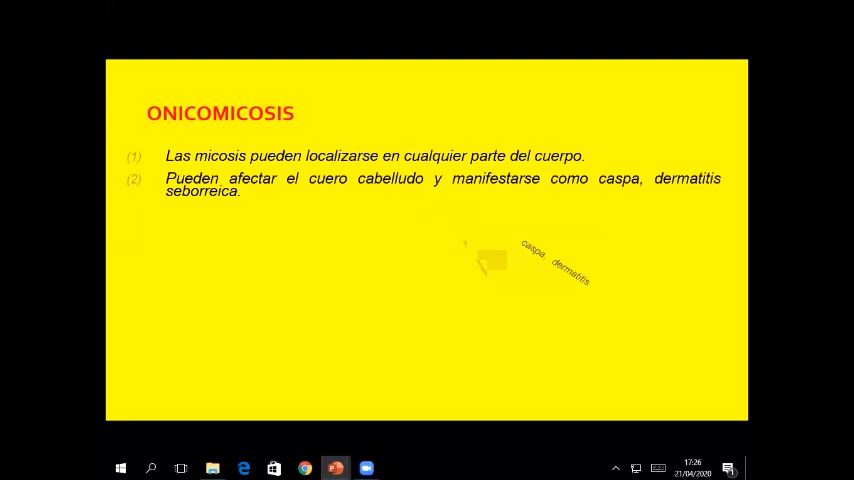 ONICOMICOSIS
(1) Las micosis pueden localizarse en cualquier parte del cuerpo.
(2) Pueden afectar el cuero cabelludo y manifestarse como caspa, dermatitis
seborreica.
caspa, dermatitis
17:26
21/04/2020